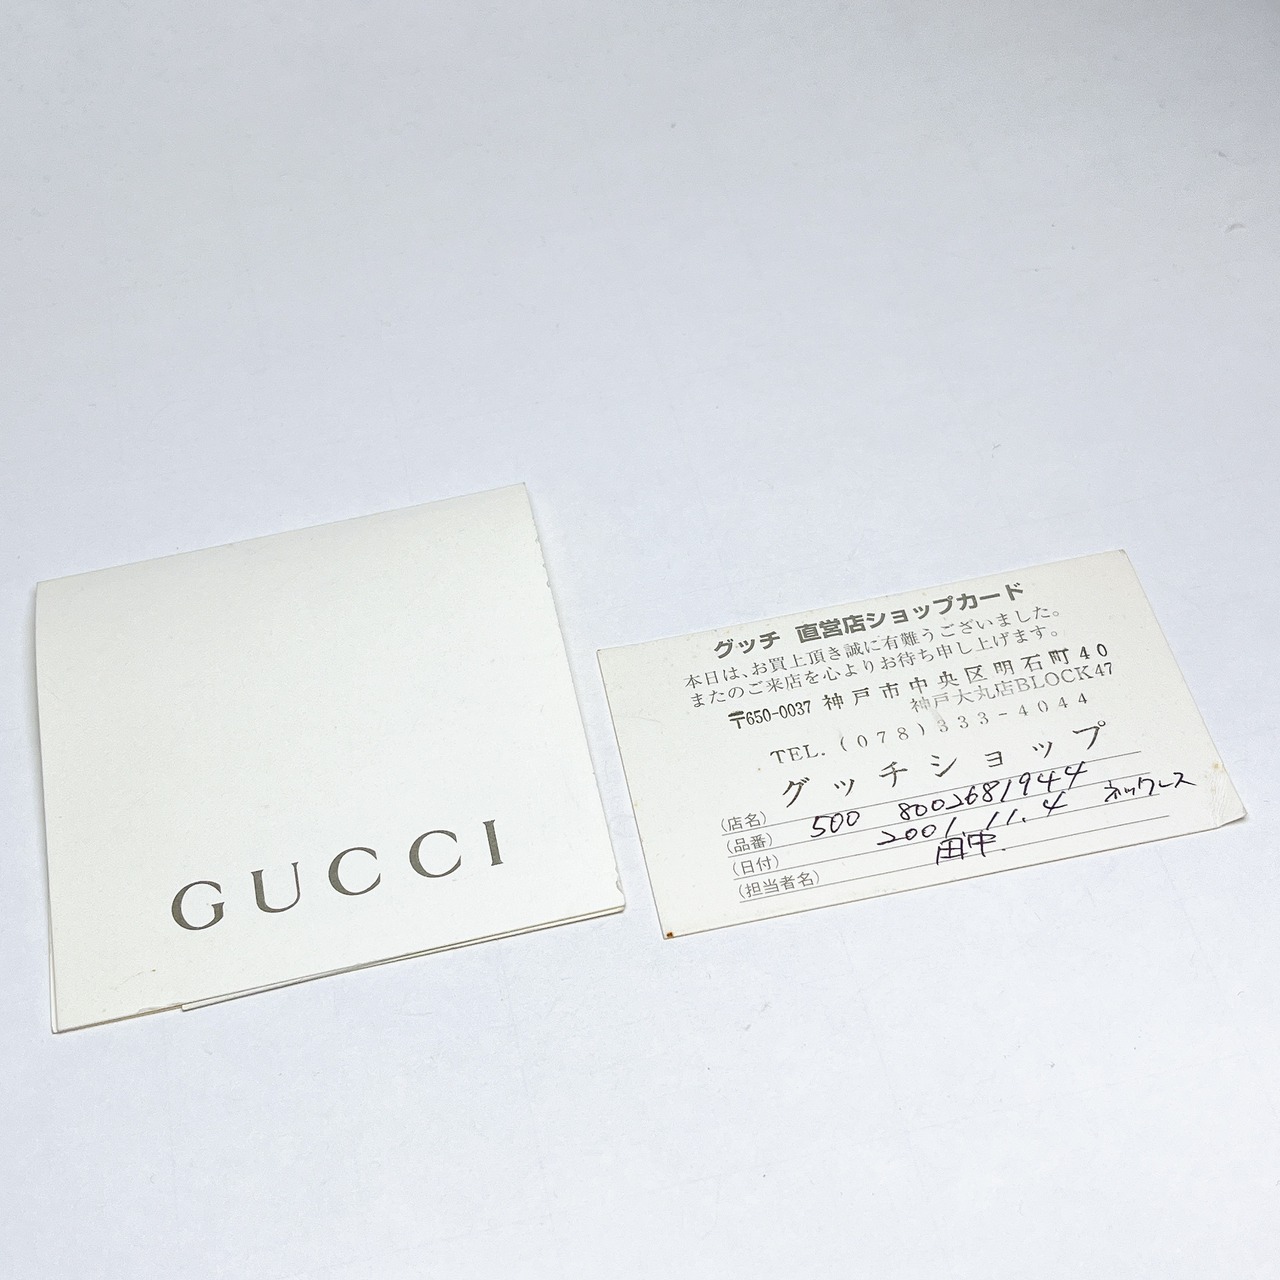 GUCCI
グッチ 直営店ショップカード
本日は、お買上頂き誠に有難うございました。
またのご来店を心よりお待ち申し上げます。
〒650-0037 神戸市中央区明石町40
神戸大丸店BLOCK47
TEL.(078)333-4044
グッチショップ
(店名)
(品番) 500 8002681944 ネックレス
(日付) 2001.11.4
(担当者名) 田中.